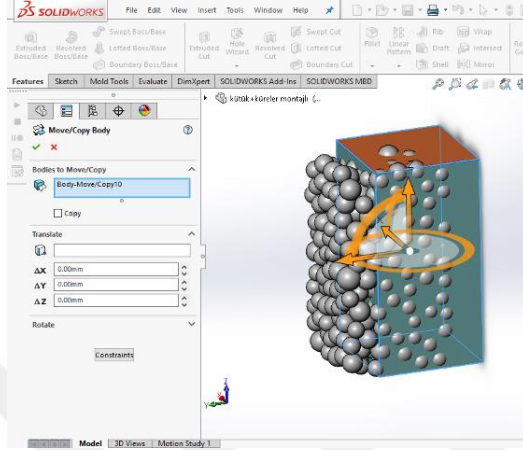 SOLIDWORKS File Edit View Insert Tools Window Help
Extruded Boss/Base
Revolved Boss/Base
Swept Boss/Base
Lofted Boss/Base
Boundary Boss/Base
Extruded Cut
Hole Wizard
Revolved Cut
Swept Cut
Lofted Cut
Boundary Cut
Fillet
Linear Pattern
Rib
Draft
Shell
Wrap
Intersect
Mirror
Features Sketch Mold Tools Evaluate DimXpert SOLIDWORKS Add-Ins SOLIDWORKS MBD
kütük+küreler montajlı (...
Move/Copy Body
Bodies to Move/Copy
Body-Move/Copy10
Copy
Translate
ΔX 0.00mm
ΔY 0.00mm
ΔZ 0.00mm
Rotate
Constraints
Z
Y
Model 3D Views Motion Study 1